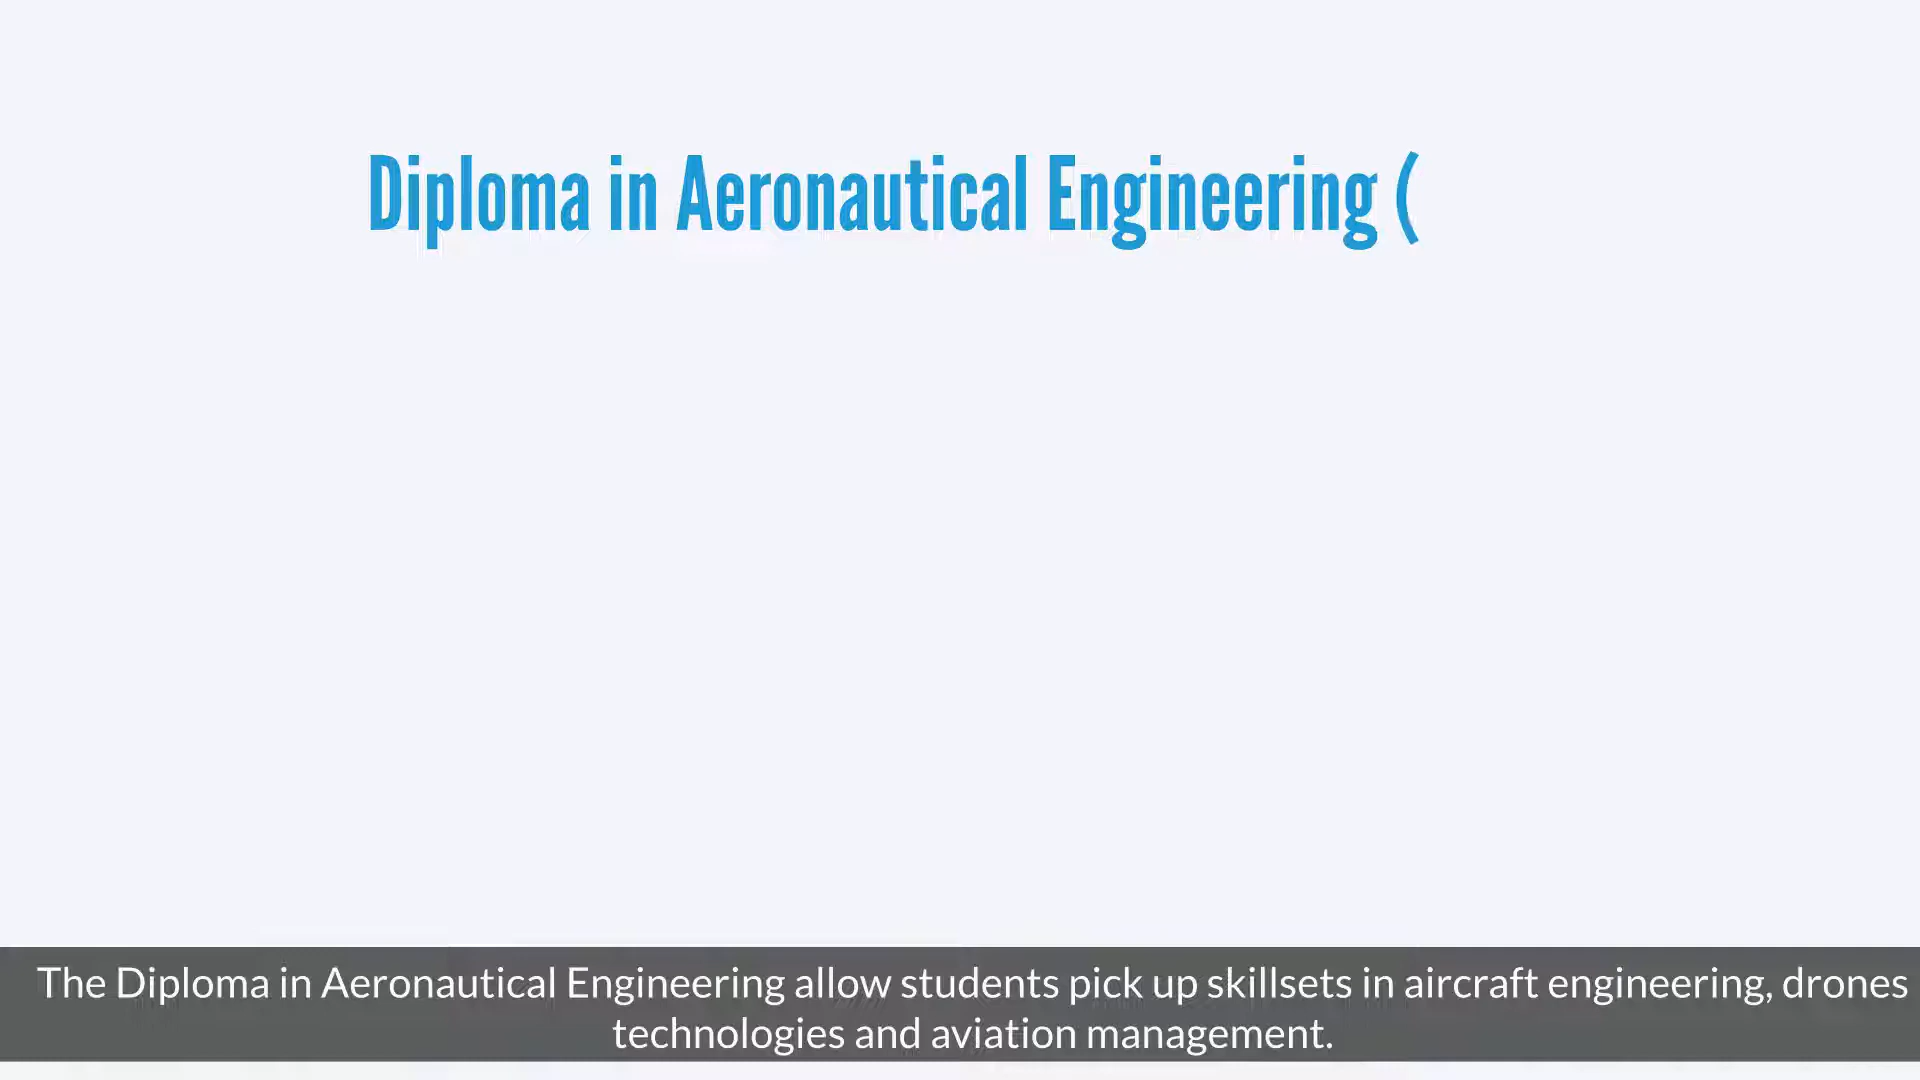 Diploma in Aeronautical Engineering (
The Diploma in Aeronautical Engineering allow students pick up skillsets in aircraft engineering, drones
technologies and aviation management.